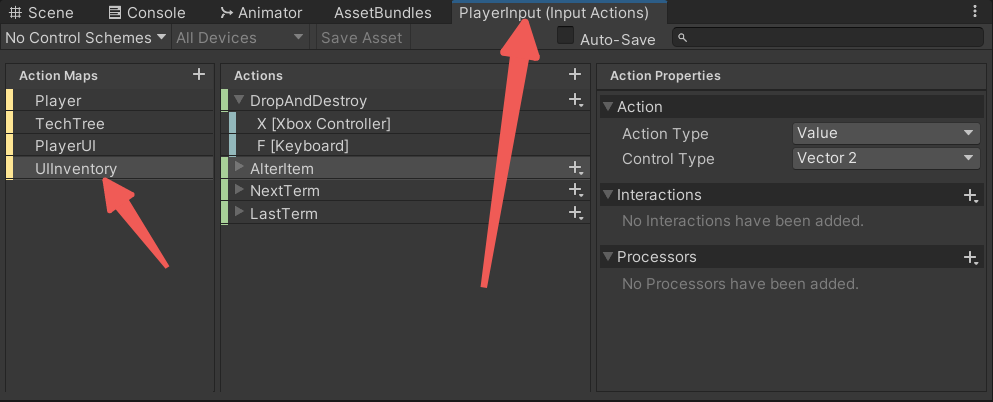 Scene Console Animator AssetBundles PlayerInput (Input Actions)
No Control Schemes All Devices Save Asset Auto-Save
Action Maps
Player
TechTree
PlayerUI
UIInventory
Actions
DropAndDestroy
X [Xbox Controller]
F [Keyboard]
AlterItem
NextTerm
LastTerm
Action Properties
Action
Action Type Value
Control Type Vector 2
Interactions
No Interactions have been added.
Processors
No Processors have been added.